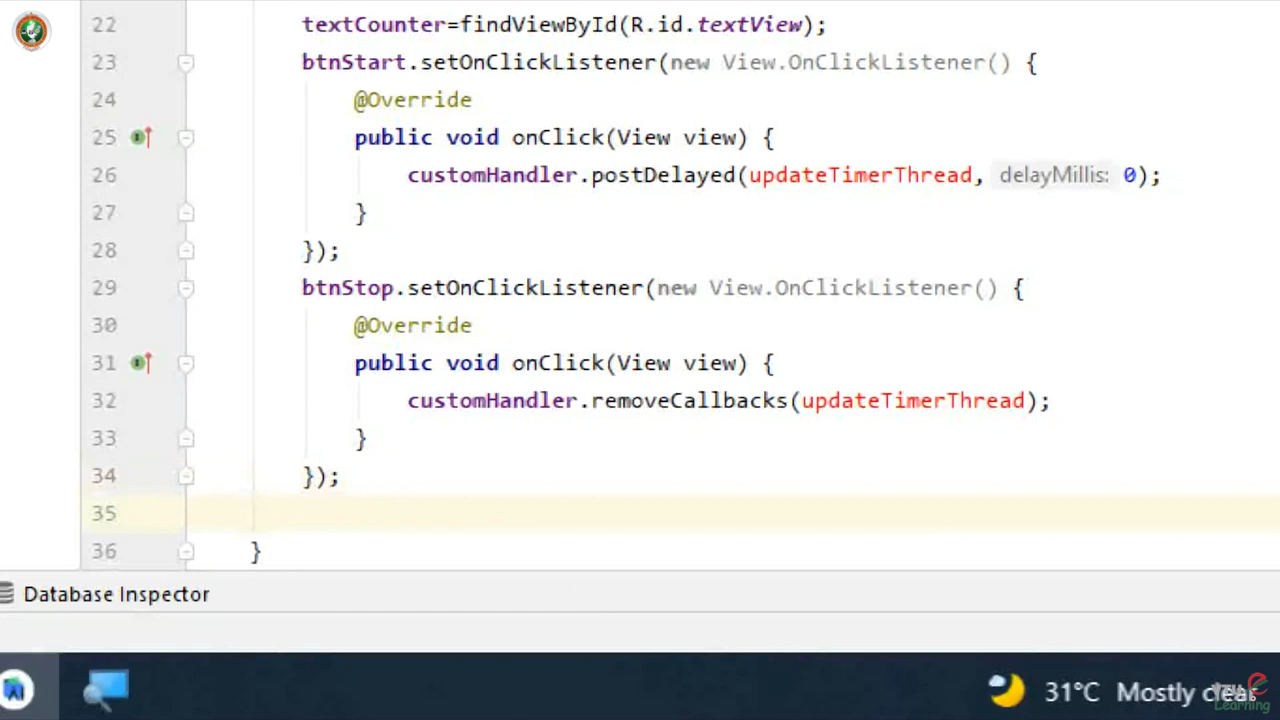 22 textCounter=findViewById(R.id.textView);
23 btnStart.setOnClickListener(new View.OnClickListener() {
24 @Override
25 public void onClick(View view) {
26 customHandler.postDelayed(updateTimerThread, delayMillis: 0);
27 }
28 });
29 btnStop.setOnClickListener(new View.OnClickListener() {
30 @Override
31 public void onClick(View view) {
32 customHandler.removeCallbacks(updateTimerThread);
33 }
34 });
35
36 }
Database Inspector
31°C Mostly clear
e
Learning